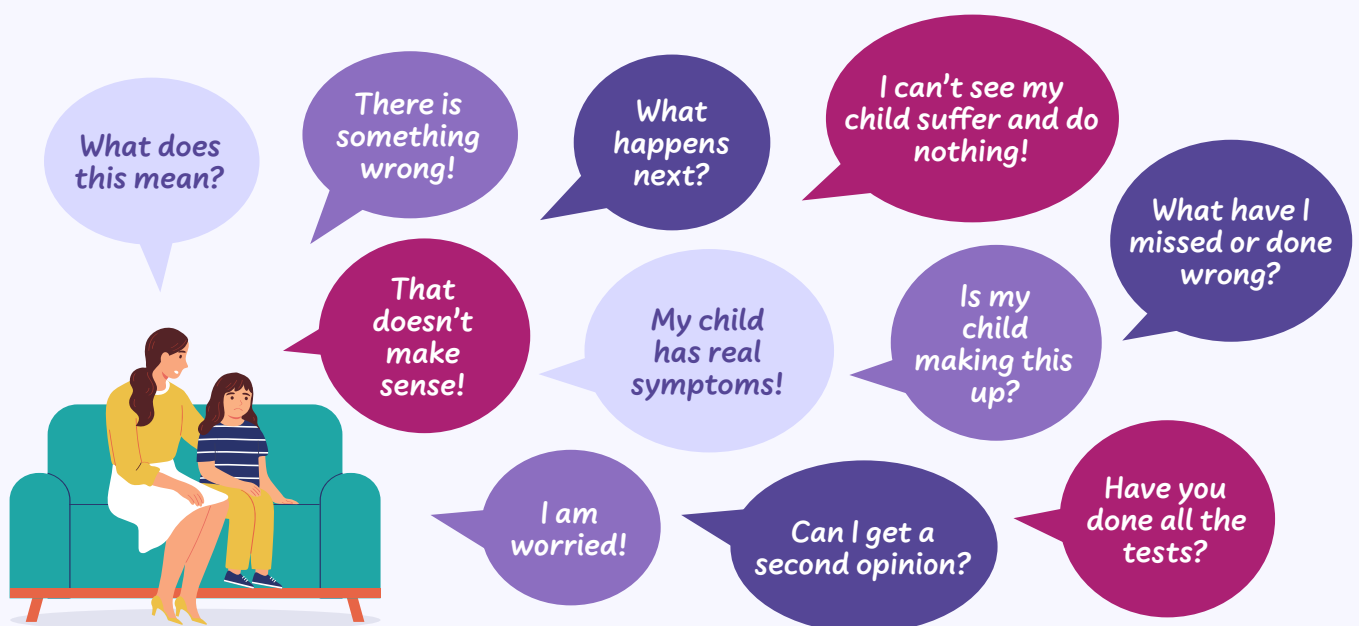 What does
this mean?
There is
something
wrong!
What
happens
next?
I can't see my
child suffer and do
nothing!
What have I
missed or done
wrong?
That
doesn't
make
sense!
My child
has real
symptoms!
Is my
child
making this
up?
I am
worried!
Can I get a
second opinion?
Have you
done all the
tests?